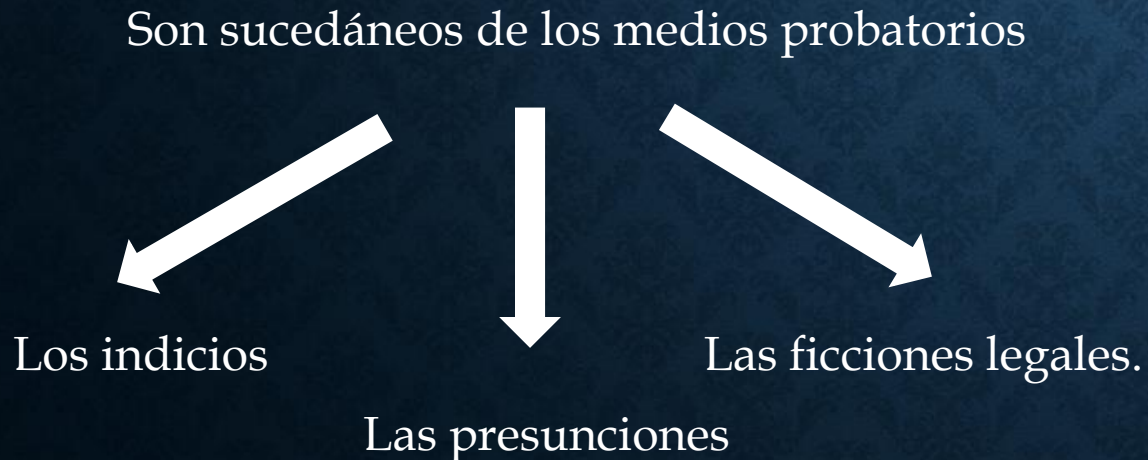 Son sucedáneos de los medios probatorios
Los indicios
Las ficciones legales.
Las presunciones